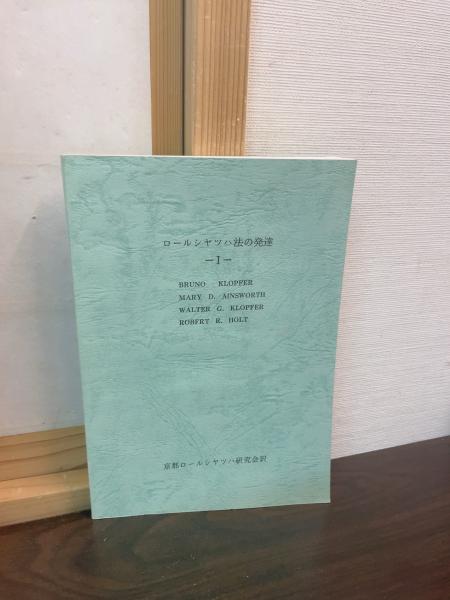 ロールシヤツハ法の発達
—I—
BRUNO KLOPFER
MARY D. AINSWORTH
WALTER G. KLOPFER
ROBERT R. HOLT
京都ロールシヤツハ研究会訳